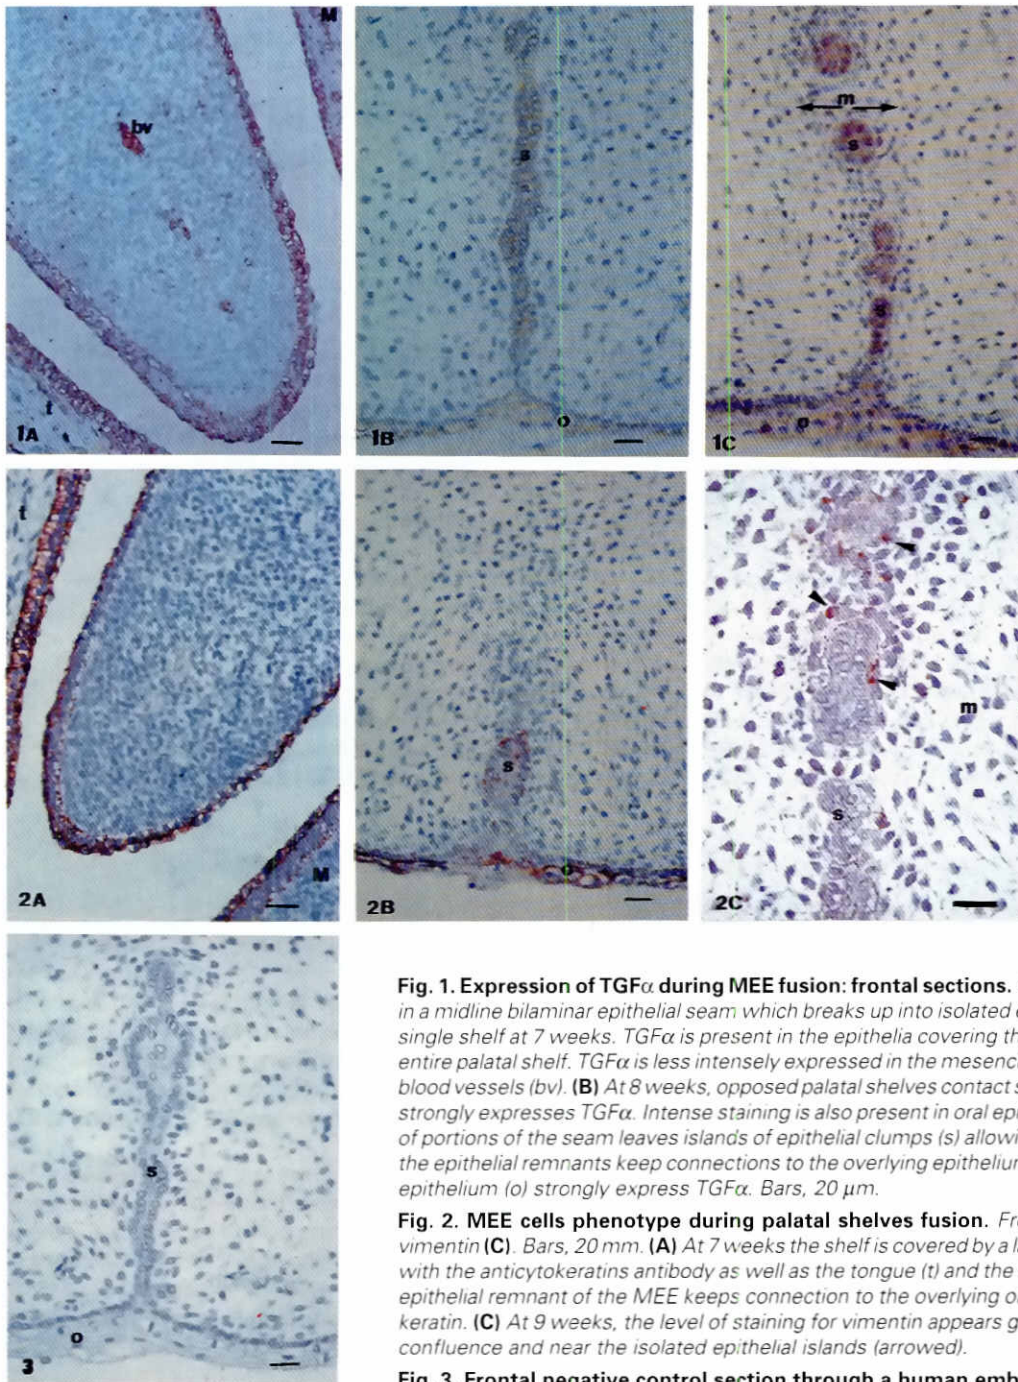 M
bv
t
1A
s
o
1B
m
s
s
o
1C
t
M
2A
s
o
2B
m
s
2C
s
o
3
Fig. 1. Expression of TGFα during MEE fusion: frontal sections.
in a midline bilaminar epithelial seam which breaks up into isolated
single shelf at 7 weeks. TGFα is present in the epithelia covering
entire palatal shelf. TGFα is less intensely expressed in the
blood vessels (bv). (B) At 8 weeks, opposed palatal shelves contact
strongly expresses TGFα. Intense staining is also present in oral
of portions of the seam leaves islands of epithelial clumps (s)
the epithelial remnants keep connections to the overlying
epithelium (o) strongly express TGFα. Bars, 20 μm.
Fig. 2. MEE cells phenotype during palatal shelves fusion.
vimentin (C). Bars, 20 mm. (A) At 7 weeks the shelf is covered by a
with the anticytokeratins antibody as well as the tongue (t) and the
epithelial remnant of the MEE keeps connection to the overlying
keratin. (C) At 9 weeks, the level of staining for vimentin appears
confluence and near the isolated epithelial islands (arrowed).
Fig. 3. Frontal negative control section through a human